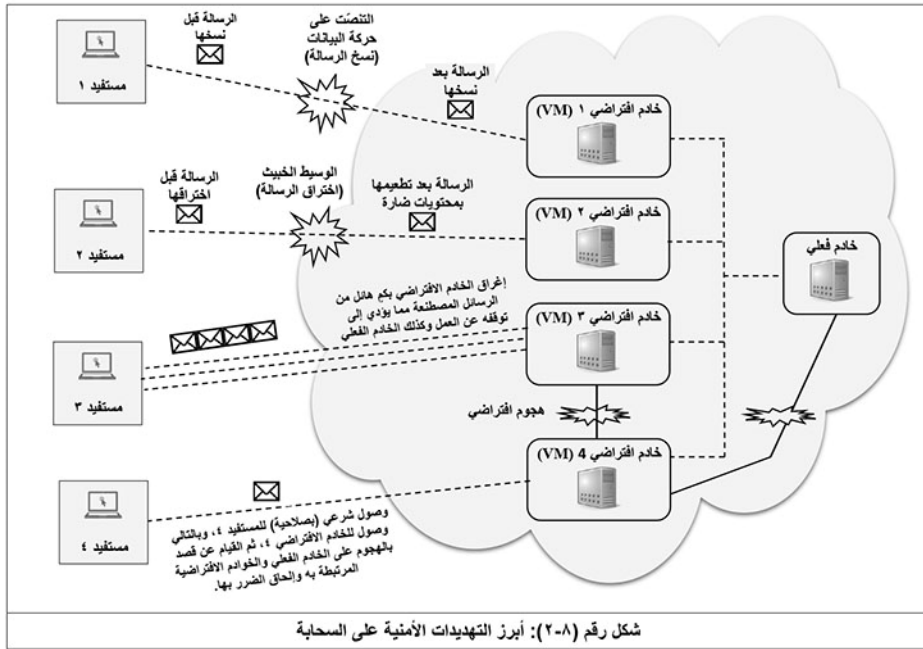 الرسالة قبل
نسخها
التنصّت على
حركة البيانات
(نسخ الرسالة)
الرسالة بعد
نسخها
مستفيد ١
خادم افتراضي ١ (VM)
الرسالة قبل
اختراقها
الوسيط الخبيث
(اختراق الرسالة)
الرسالة بعد تطعيمها
بمحتويات ضارة
مستفيد ٢
خادم افتراضي ٢ (VM)
خادم فعلي
إغراق الخادم الافتراضي بكم هائل من
الرسائل المصطنعة مما يؤدي إلى
توقفه عن العمل وكذلك الخادم الفعلي
مستفيد ٣
خادم افتراضي ٣ (VM)
هجوم افتراضي
خادم افتراضي 4 (VM)
مستفيد ٤
وصول شرعي (بصلاحية) للمستفيد ٤، وبالتالي
وصول للخادم الافتراضي ٤، ثم القيام عن قصد
بالهجوم على الخادم الفعلي والخوادم الافتراضية
المرتبطة به وإلحاق الضرر بها.
شكل رقم (٨-٢): أبرز التهديدات الأمنية على السحابة